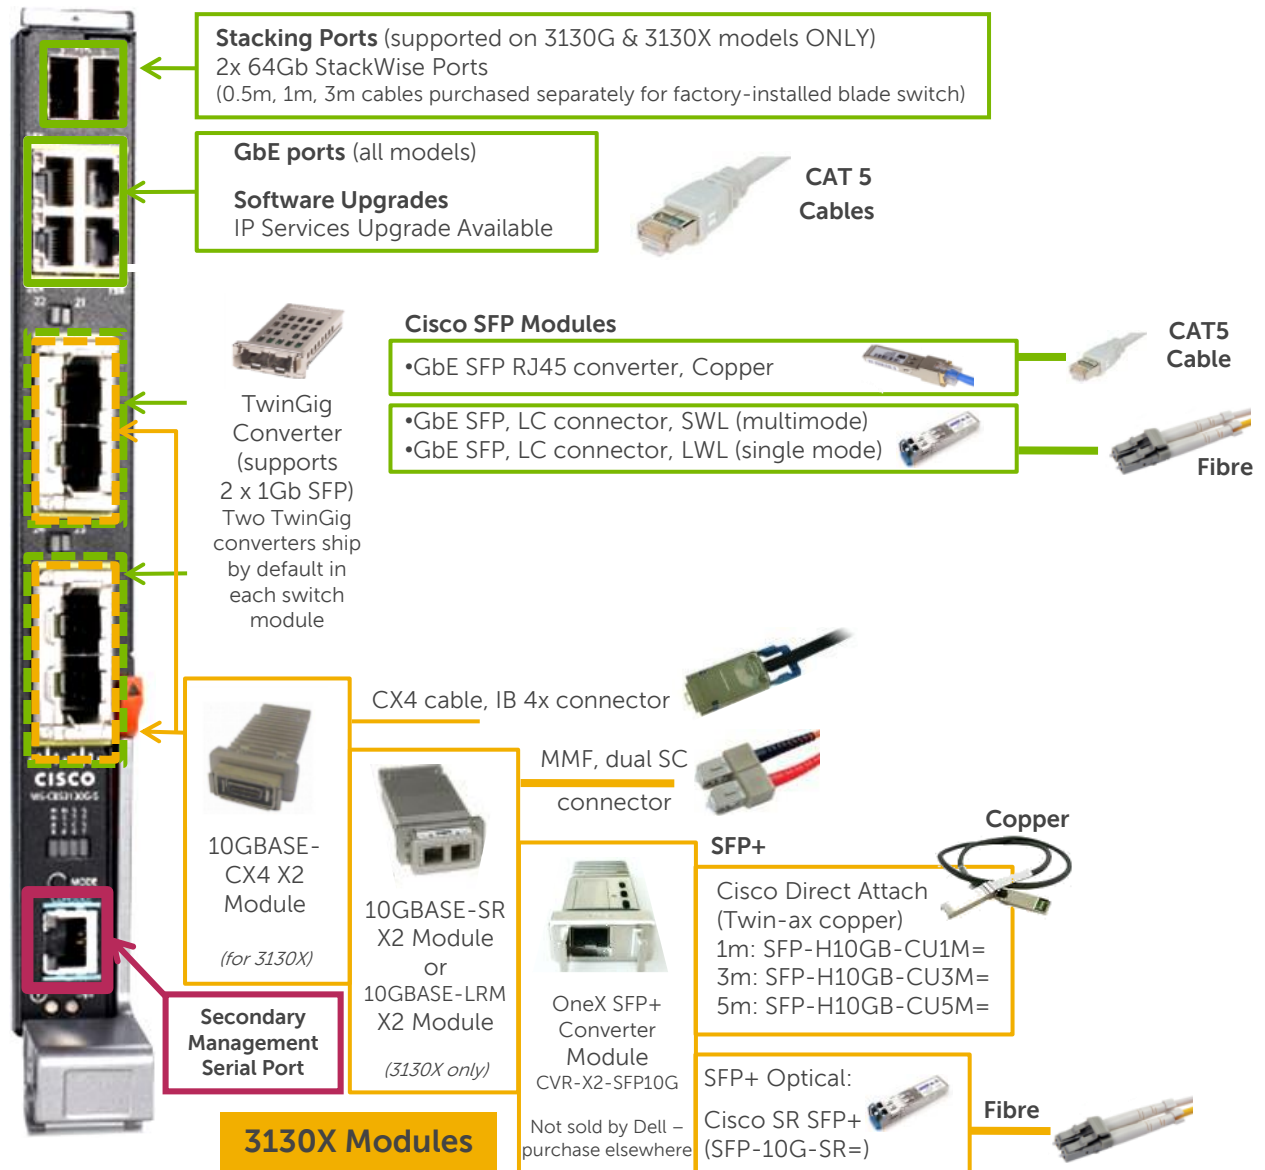 Stacking Ports (supported on 3130G & 3130X models ONLY)
2x 64Gb StackWise Ports
(0.5m, 1m, 3m cables purchased separately for factory-installed blade switch)
GbE ports (all models)
Software Upgrades
IP Services Upgrade Available
CAT 5
Cables
22 21
Cisco SFP Modules
•GbE SFP RJ45 converter, Copper
CAT5
Cable
•GbE SFP, LC connector, SWL (multimode)
•GbE SFP, LC connector, LWL (single mode)
Fibre
TwinGig
Converter
(supports
2 x 1Gb SFP)
Two TwinGig
converters ship
by default in
each switch
module
CX4 cable, IB 4x connector
MMF, dual SC
connector
CISCO
WS-CBS3130G-S
MODE
10GBASE-
CX4 X2
Module
(for 3130X)
10GBASE-SR
X2 Module
or
10GBASE-LRM
X2 Module
(3130X only)
OneX SFP+
Converter
Module
CVR-X2-SFP10G
Not sold by Dell –
purchase elsewhere
SFP+
Copper
Cisco Direct Attach
(Twin-ax copper)
1m: SFP-H10GB-CU1M=
3m: SFP-H10GB-CU3M=
5m: SFP-H10GB-CU5M=
SFP+ Optical:
Cisco SR SFP+
(SFP-10G-SR=)
Fibre
Secondary
Management
Serial Port
3130X Modules